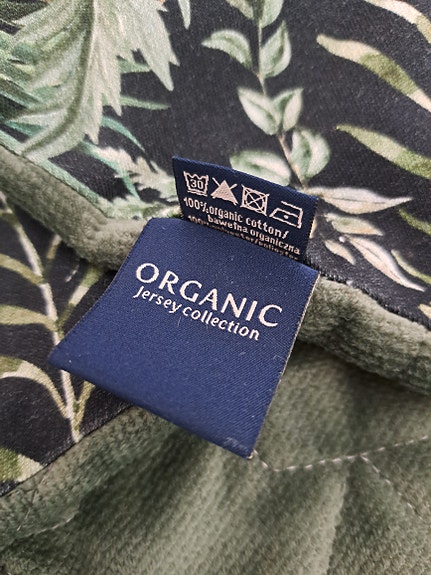 30
100% organic cotton/
bawełna organiczna
ORGANIC
Jersey collection